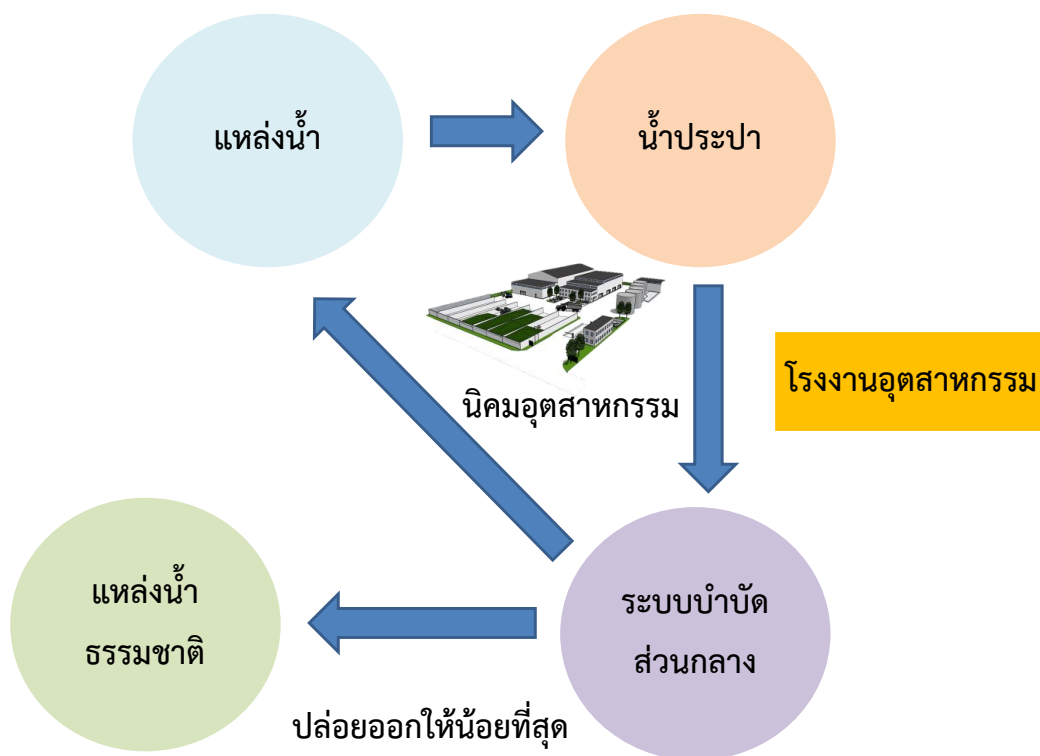 แหล่งน้ำ
น้ำประปา
โรงงานอุตสาหกรรม
นิคมอุตสาหกรรม
แหล่งน้ำ
ธรรมชาติ
ระบบบำบัด
ส่วนกลาง
ปล่อยออกให้น้อยที่สุด